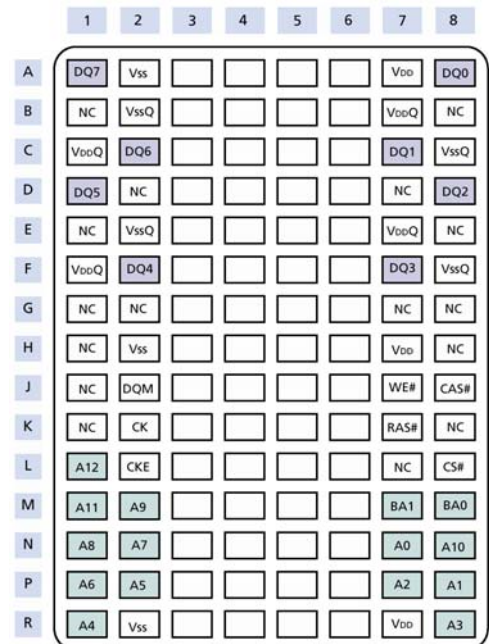 1 2 3 4 5 6 7 8
A DQ7 Vss VDD DQ0
B NC VssQ VDDQ NC
C VDDQ DQ6 DQ1 VssQ
D DQ5 NC NC DQ2
E NC VssQ VDDQ NC
F VDDQ DQ4 DQ3 VssQ
G NC NC NC NC
H NC Vss VDD NC
J NC DQM WE# CAS#
K NC CK RAS# NC
L A12 CKE NC CS#
M A11 A9 BA1 BA0
N A8 A7 A0 A10
P A6 A5 A2 A1
R A4 Vss VDD A3